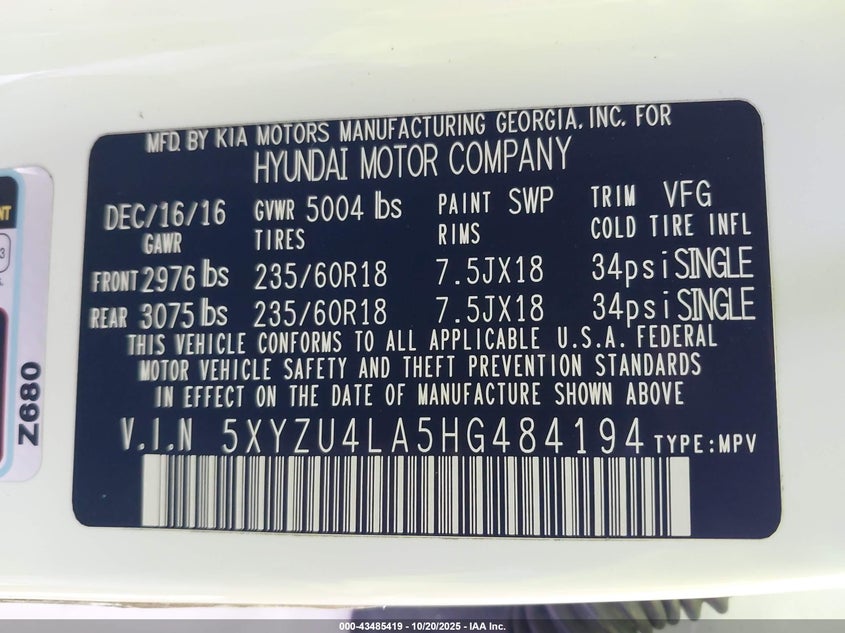 MFD. BY KIA MOTORS MANUFACTURING GEORGIA, INC. FOR
HYUNDAI MOTOR COMPANY
DEC/16/16 GVWR 5004 lbs PAINT SWP TRIM VFG
GAWR TIRES RIMS COLD TIRE INFL
FRONT 2976 lbs 235/60R18 7.5JX18 34psi SINGLE
REAR 3075 lbs 235/60R18 7.5JX18 34psi SINGLE
THIS VEHICLE CONFORMS TO ALL APPLICABLE U.S.A. FEDERAL
MOTOR VEHICLE SAFETY AND THEFT PREVENTION STANDARDS
IN EFFECT ON THE DATE OF MANUFACTURE SHOWN ABOVE
V.I.N 5XYZU4LA5HG484194 TYPE:MPV
Z680
000-43485419 - 10/20/2025 - IAA Inc.